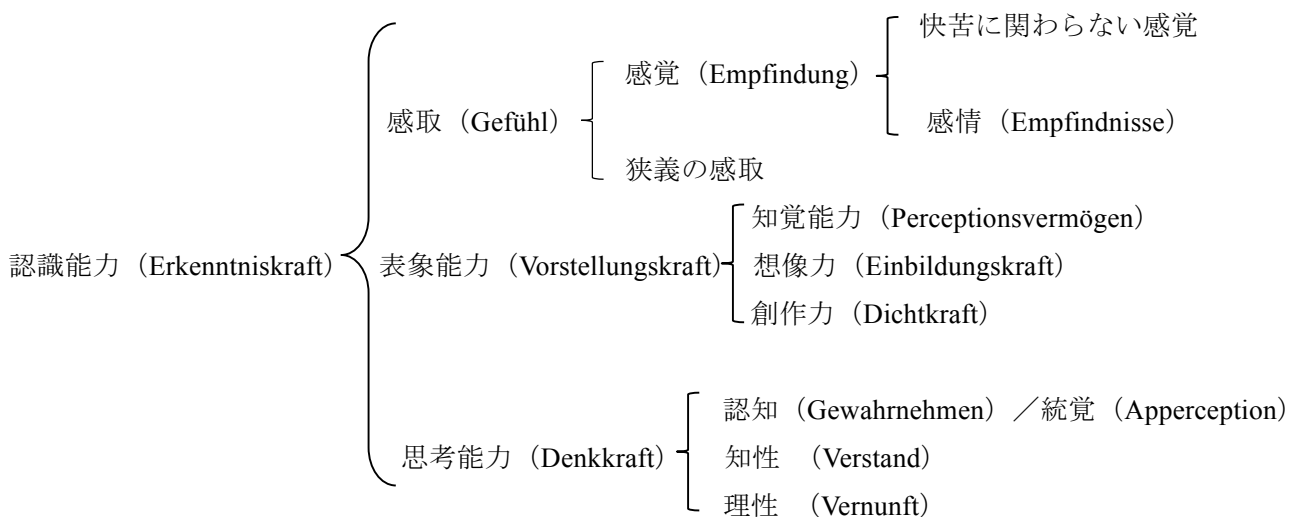 快苦に関わらない感覚
感覚（Empfindung）
感取（Gefühl）
感情（Empfindnisse）
狭義の感取
知覚能力（Perceptionsvermögen）
認識能力（Erkenntniskraft）
表象能力（Vorstellungskraft）
想像力（Einbildungskraft）
創作力（Dichtkraft）
認知（Gewahrnehmen）／統覚（Apperception）
思考能力（Denkkraft）
知性　（Verstand）
理性　（Vernunft）